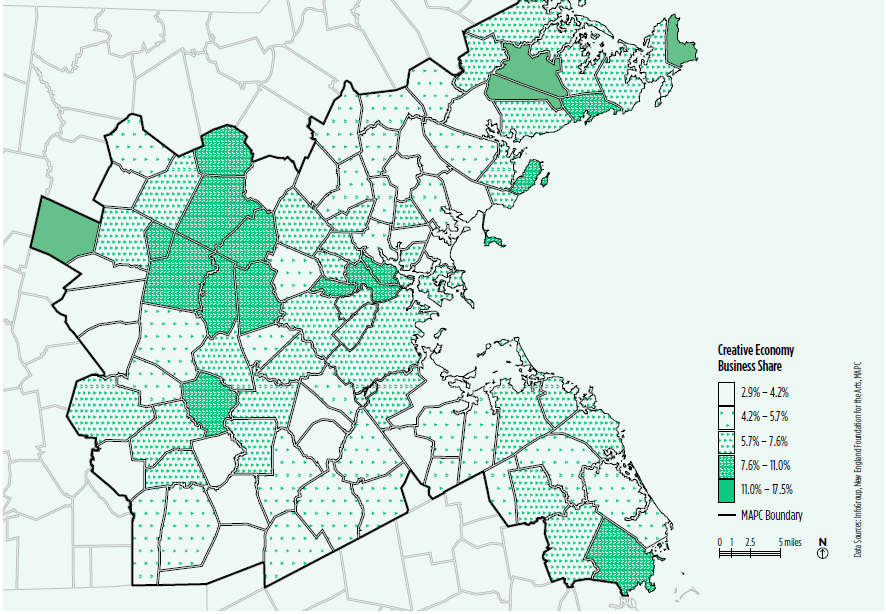 Creative Economy
Business Share
2.9% – 4.2%
4.2% – 5.7%
5.7% – 7.6%
7.6% – 11.0%
11.0% – 17.5%
MAPC Boundary
0 1 2.5 5 miles
N
Data Sources: InfoGroup, New England Foundation for the Arts, MAPC